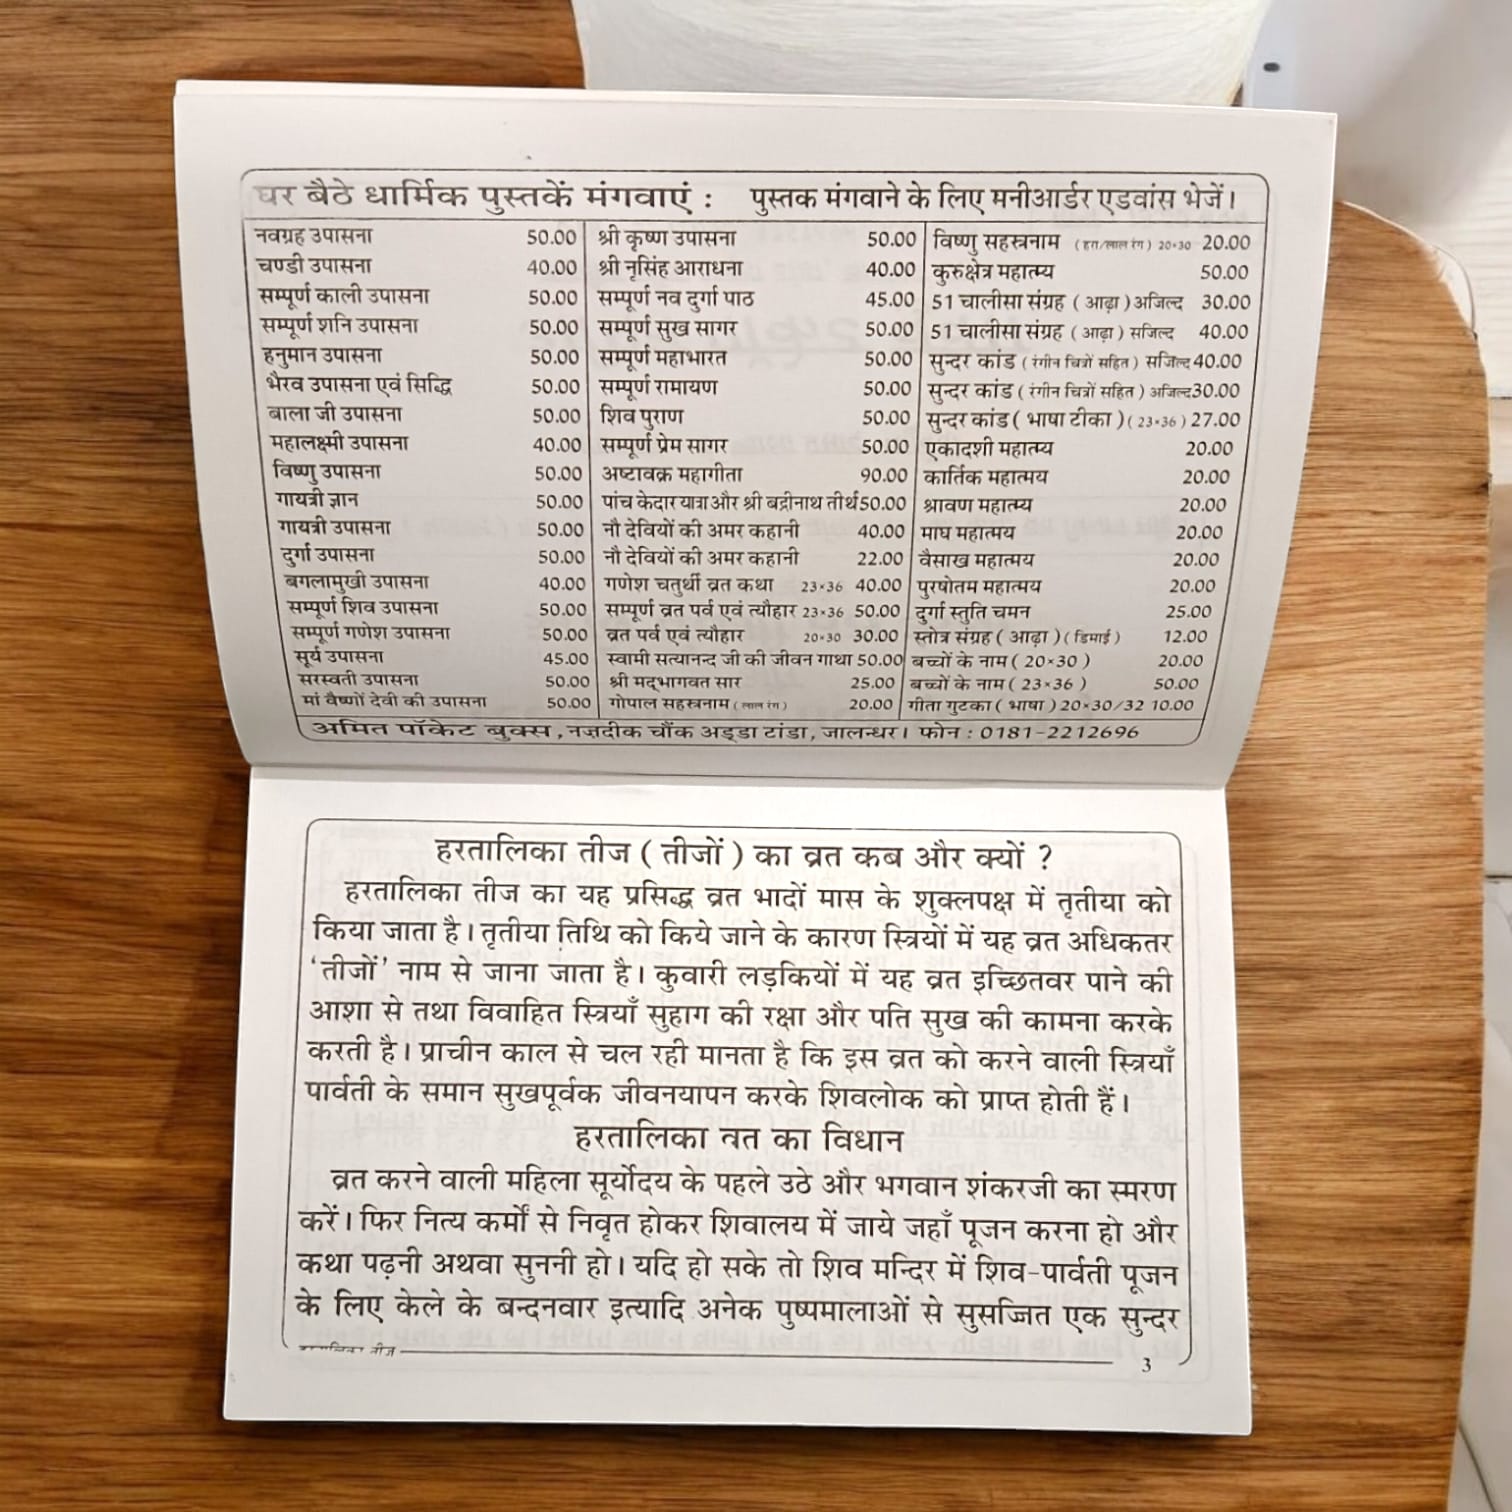 घर बैठे धार्मिक पुस्तकें मंगवाएं : पुस्तक मंगवाने के लिए मनीआर्डर एडवांस भेजें।
नवग्रह उपासना 50.00
चण्डी उपासना 40.00
सम्पूर्ण काली उपासना 50.00
सम्पूर्ण शनि उपासना 50.00
हनुमान उपासना 50.00
भैरव उपासना एवं सिद्धि 50.00
बाला जी उपासना 50.00
महालक्ष्मी उपासना 40.00
विष्णु उपासना 50.00
गायत्री ज्ञान 50.00
गायत्री उपासना 50.00
दुर्गा उपासना 50.00
बगलामुखी उपासना 40.00
सम्पूर्ण शिव उपासना 50.00
सम्पूर्ण गणेश उपासना 50.00
सूर्य उपासना 45.00
सरस्वती उपासना 50.00
मां वैष्णों देवी की उपासना 50.00
श्री कृष्ण उपासना 50.00
श्री नृसिंह आराधना 40.00
सम्पूर्ण नव दुर्गा पाठ 45.00
सम्पूर्ण सुख सागर 50.00
सम्पूर्ण महाभारत 50.00
सम्पूर्ण रामायण 50.00
शिव पुराण 50.00
सम्पूर्ण प्रेम सागर 50.00
अष्टावक्र महागीता 90.00
पांच केदार यात्रा और श्री बद्रीनाथ तीर्थ 50.00
नौ देवियों की अमर कहानी 40.00
नौ देवियों की अमर कहानी 22.00
गणेश चतुर्थी व्रत कथा 23×36 40.00
सम्पूर्ण व्रत पर्व एवं त्यौहार 23×36 50.00
व्रत पर्व एवं त्यौहार 20×30 30.00
स्वामी सत्यानन्द जी की जीवन गाथा 50.00
श्री मद्भागवत सार 25.00
गोपाल सहस्त्रनाम ( लाल रंग ) 20.00
विष्णु सहस्त्रनाम ( हरा/लाल रंग ) 20×30 20.00
कुरुक्षेत्र महात्म्य 50.00
51 चालीसा संग्रह ( आढ़ा ) अजिल्द 30.00
51 चालीसा संग्रह ( आढ़ा ) सजिल्द 40.00
सुन्दर कांड ( रंगीन चित्रों सहित ) सजिल्द 40.00
सुन्दर कांड ( रंगीन चित्रों सहित ) अजिल्द 30.00
सुन्दर कांड ( भाषा टीका ) ( 23×36 ) 27.00
एकादशी महात्म्य 20.00
कार्तिक महात्मय 20.00
श्रावण महात्म्य 20.00
माघ महात्मय 20.00
वैसाख महात्मय 20.00
पुरषोतम महात्मय 20.00
दुर्गा स्तुति चमन 25.00
स्तोत्र संग्रह ( आढ़ा ) ( डिमाई ) 12.00
बच्चों के नाम ( 20×30 ) 20.00
बच्चों के नाम ( 23×36 ) 50.00
गीता गुटका ( भाषा ) 20×30/32 10.00
अमित पॉकेट बुक्स, नज़दीक चौंक अड्डा टांडा, जालन्धर। फोन : 0181-2212696
हरतालिका तीज ( तीजों ) का व्रत कब और क्यों ?
हरतालिका तीज का यह प्रसिद्ध व्रत भादों मास के शुक्लपक्ष में तृतीया को
किया जाता है। तृतीया तिथि को किये जाने के कारण स्त्रियों में यह व्रत अधिकतर
‘तीजों’ नाम से जाना जाता है। कुवारी लड़कियों में यह व्रत इच्छितवर पाने की
आशा से तथा विवाहित स्त्रियाँ सुहाग की रक्षा और पति सुख की कामना करके
करती है। प्राचीन काल से चल रही मानता है कि इस व्रत को करने वाली स्त्रियाँ
पार्वती के समान सुखपूर्वक जीवनयापन करके शिवलोक को प्राप्त होती हैं।
हरतालिका व्रत का विधान
व्रत करने वाली महिला सूर्योदय के पहले उठे और भगवान शंकरजी का स्मरण
करें। फिर नित्य कर्मों से निवृत होकर शिवालय में जाये जहाँ पूजन करना हो और
कथा पढ़नी अथवा सुननी हो। यदि हो सके तो शिव मन्दिर में शिव-पार्वती पूजन
के लिए केले के बन्दनवार इत्यादि अनेक पुष्पमालाओं से सुसज्जित एक सुन्दर
हरतालिका तीज 3